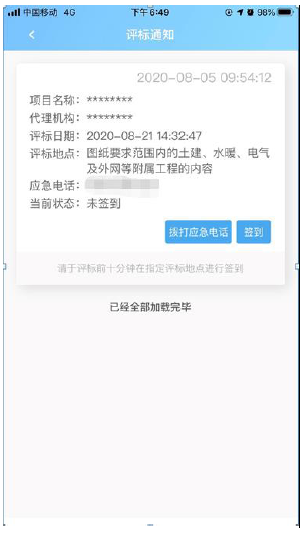 中国移动 4G 下午6:49 98%
评标通知
2020-08-05 09:54:12
项目名称: ********
代理机构: ********
评标日期: 2020-08-21 14:32:47
评标地点: 图纸要求范围内的土建、水暖、电气
及外网等附属工程的内容
应急电话:
当前状态: 未签到
拨打应急电话 签到
请于评标前十分钟在指定评标地点进行签到
已经全部加载完毕